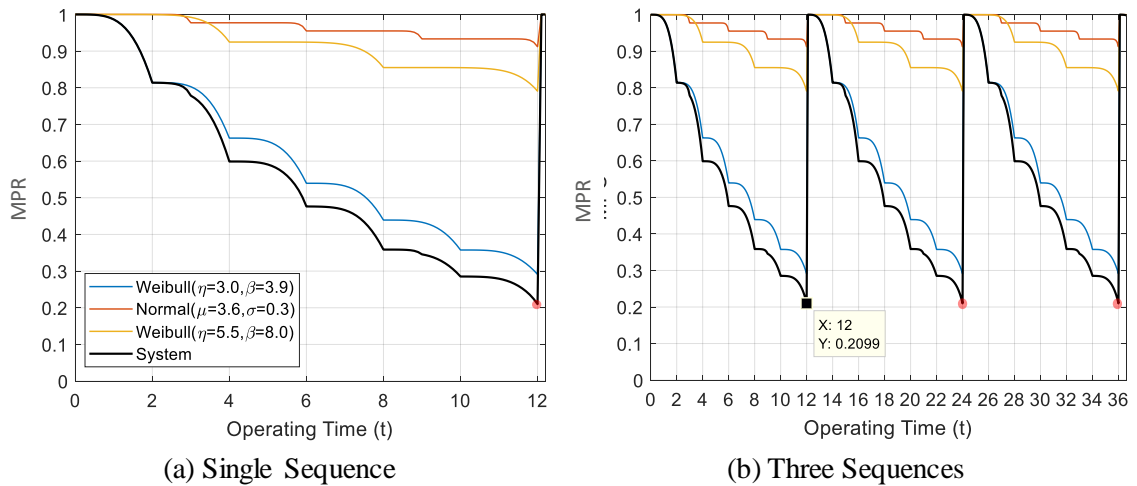 1
0.9
0.8
0.7
0.6
0.5
0.4
0.3
0.2
0.1
0
MPR
0 2 4 6 8 10 12
Operating Time (t)
Weibull(η=3.0,β=3.9)
Normal(μ=3.6,σ=0.3)
Weibull(η=5.5,β=8.0)
System
(a) Single Sequence
1
0.9
0.8
0.7
0.6
0.5
0.4
0.3
0.2
0.1
0
MPR
0 2 4 6 8 10 12 14 16 18 20 22 24 26 28 30 32 34 36
Operating Time (t)
X: 12
Y: 0.2099
(b) Three Sequences